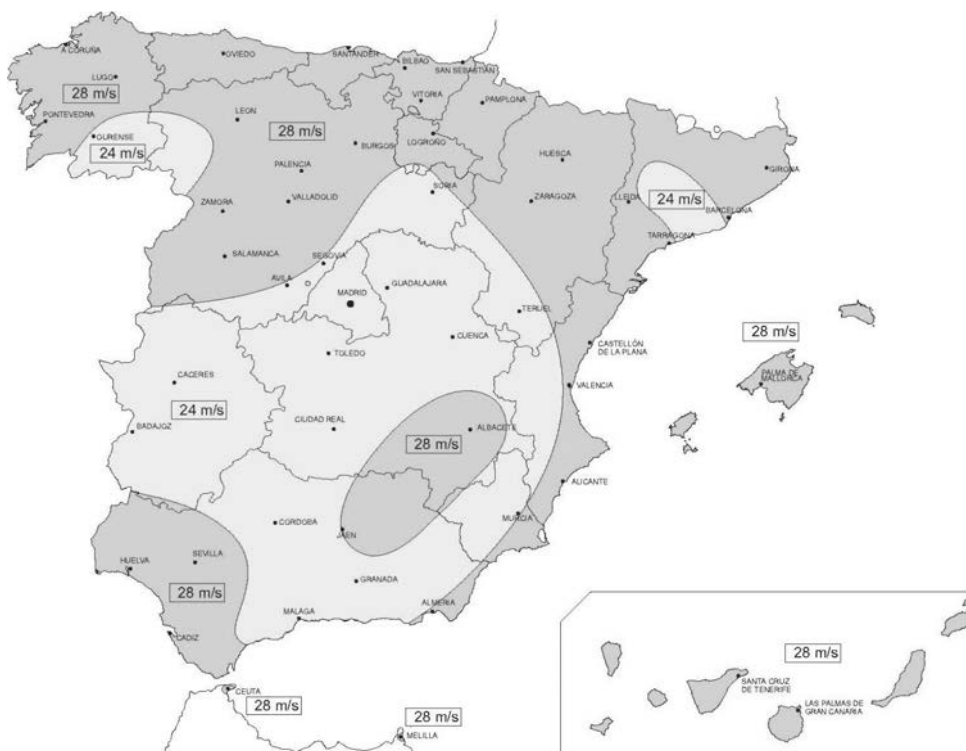 A CORUÑA
OVIEDO
SANTANDER
BILBAO
SAN SEBASTIÁN
LUGO
28 m/s
VITORIA
PAMPLONA
PONTEVEDRA
LEON
28 m/s
OURENSE
LOGROÑO
BURGOS
24 m/s
HUESCA
GIRONA
PALENCIA
SORIA
ZAMORA
VALLADOLID
ZARAGOZA
LLEIDA
24 m/s
BARCELONA
TARRAGONA
SALAMANCA
SEGOVIA
AVILA
MADRID
GUADALAJARA
TERUEL
CUENCA
TOLEDO
CASTELLÓN
DE LA PLANA
28 m/s
PALMA DE
MALLORCA
CACERES
VALENCIA
24 m/s
BADAJOZ
CIUDAD REAL
28 m/s
ALBACETE
ALICANTE
CORDOBA
JAEN
MURCIA
HUELVA
SEVILLA
28 m/s
GRANADA
MALAGA
ALMERIA
CADIZ
CEUTA
28 m/s
28 m/s
MELILLA
28 m/s
SANTA CRUZ
DE TENERIFE
LAS PALMAS DE
GRAN CANARIA